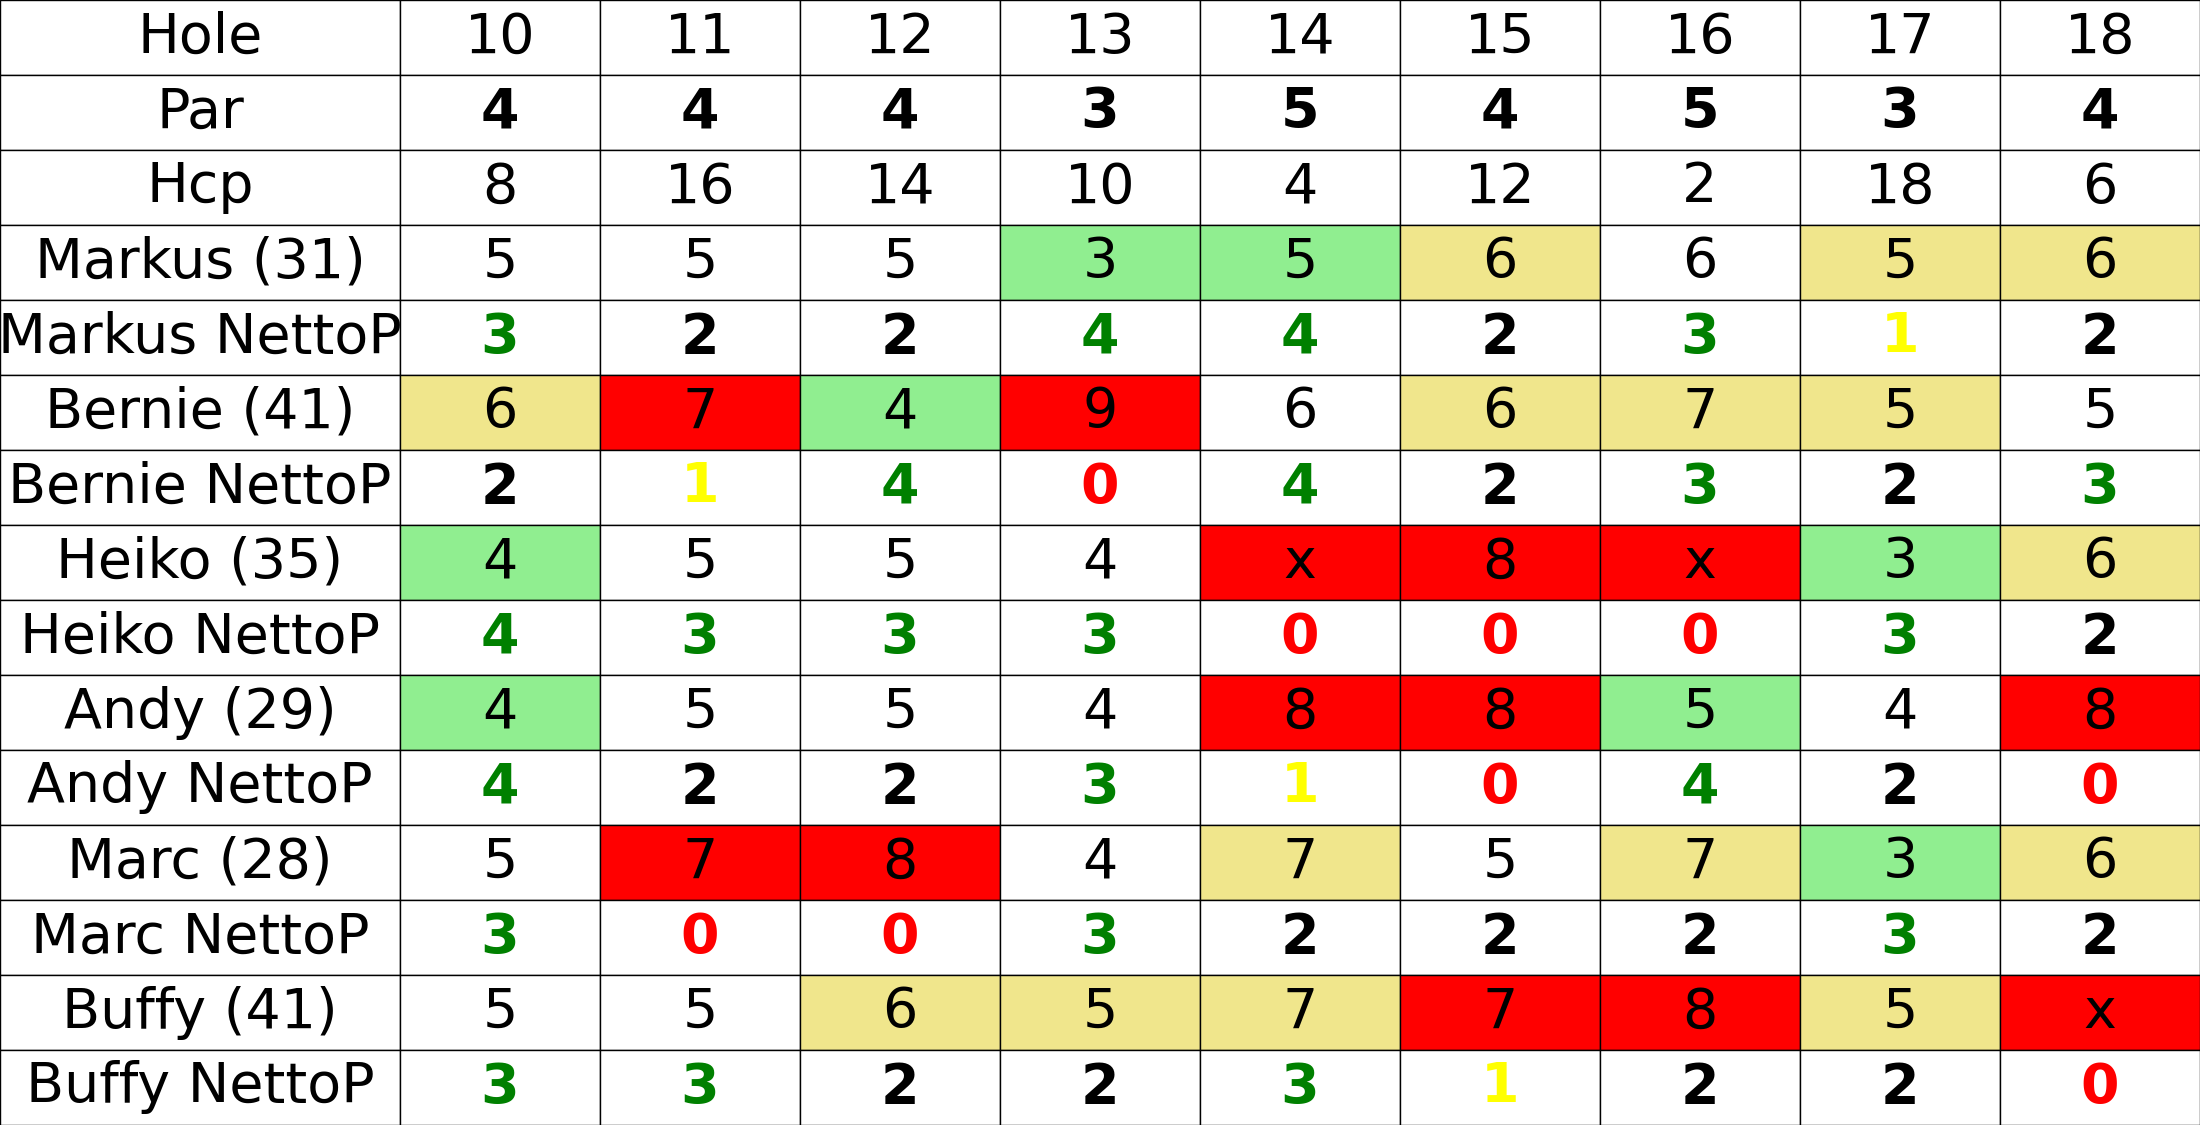 Hole 10 11 12 13 14 15 16 17 18
Par 4 4 4 3 5 4 5 3 4
Hcp 8 16 14 10 4 12 2 18 6
Markus (31) 5 5 5 3 5 6 6 5 6
Markus NettoP 3 2 2 4 4 2 3 1 2
Bernie (41) 6 7 4 9 6 6 7 5 5
Bernie NettoP 2 1 4 0 4 2 3 2 3
Heiko (35) 4 5 5 4 x 8 x 3 6
Heiko NettoP 4 3 3 3 0 0 0 3 2
Andy (29) 4 5 5 4 8 8 5 4 8
Andy NettoP 4 2 2 3 1 0 4 2 0
Marc (28) 5 7 8 4 7 5 7 3 6
Marc NettoP 3 0 0 3 2 2 2 3 2
Buffy (41) 5 5 6 5 7 7 8 5 x
Buffy NettoP 3 3 2 2 3 1 2 2 0